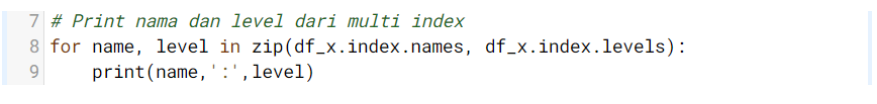 7 # Print nama dan level dari multi index
8 for name, level in zip(df_x.index.names, df_x.index.levels):
9     print(name,':',level)